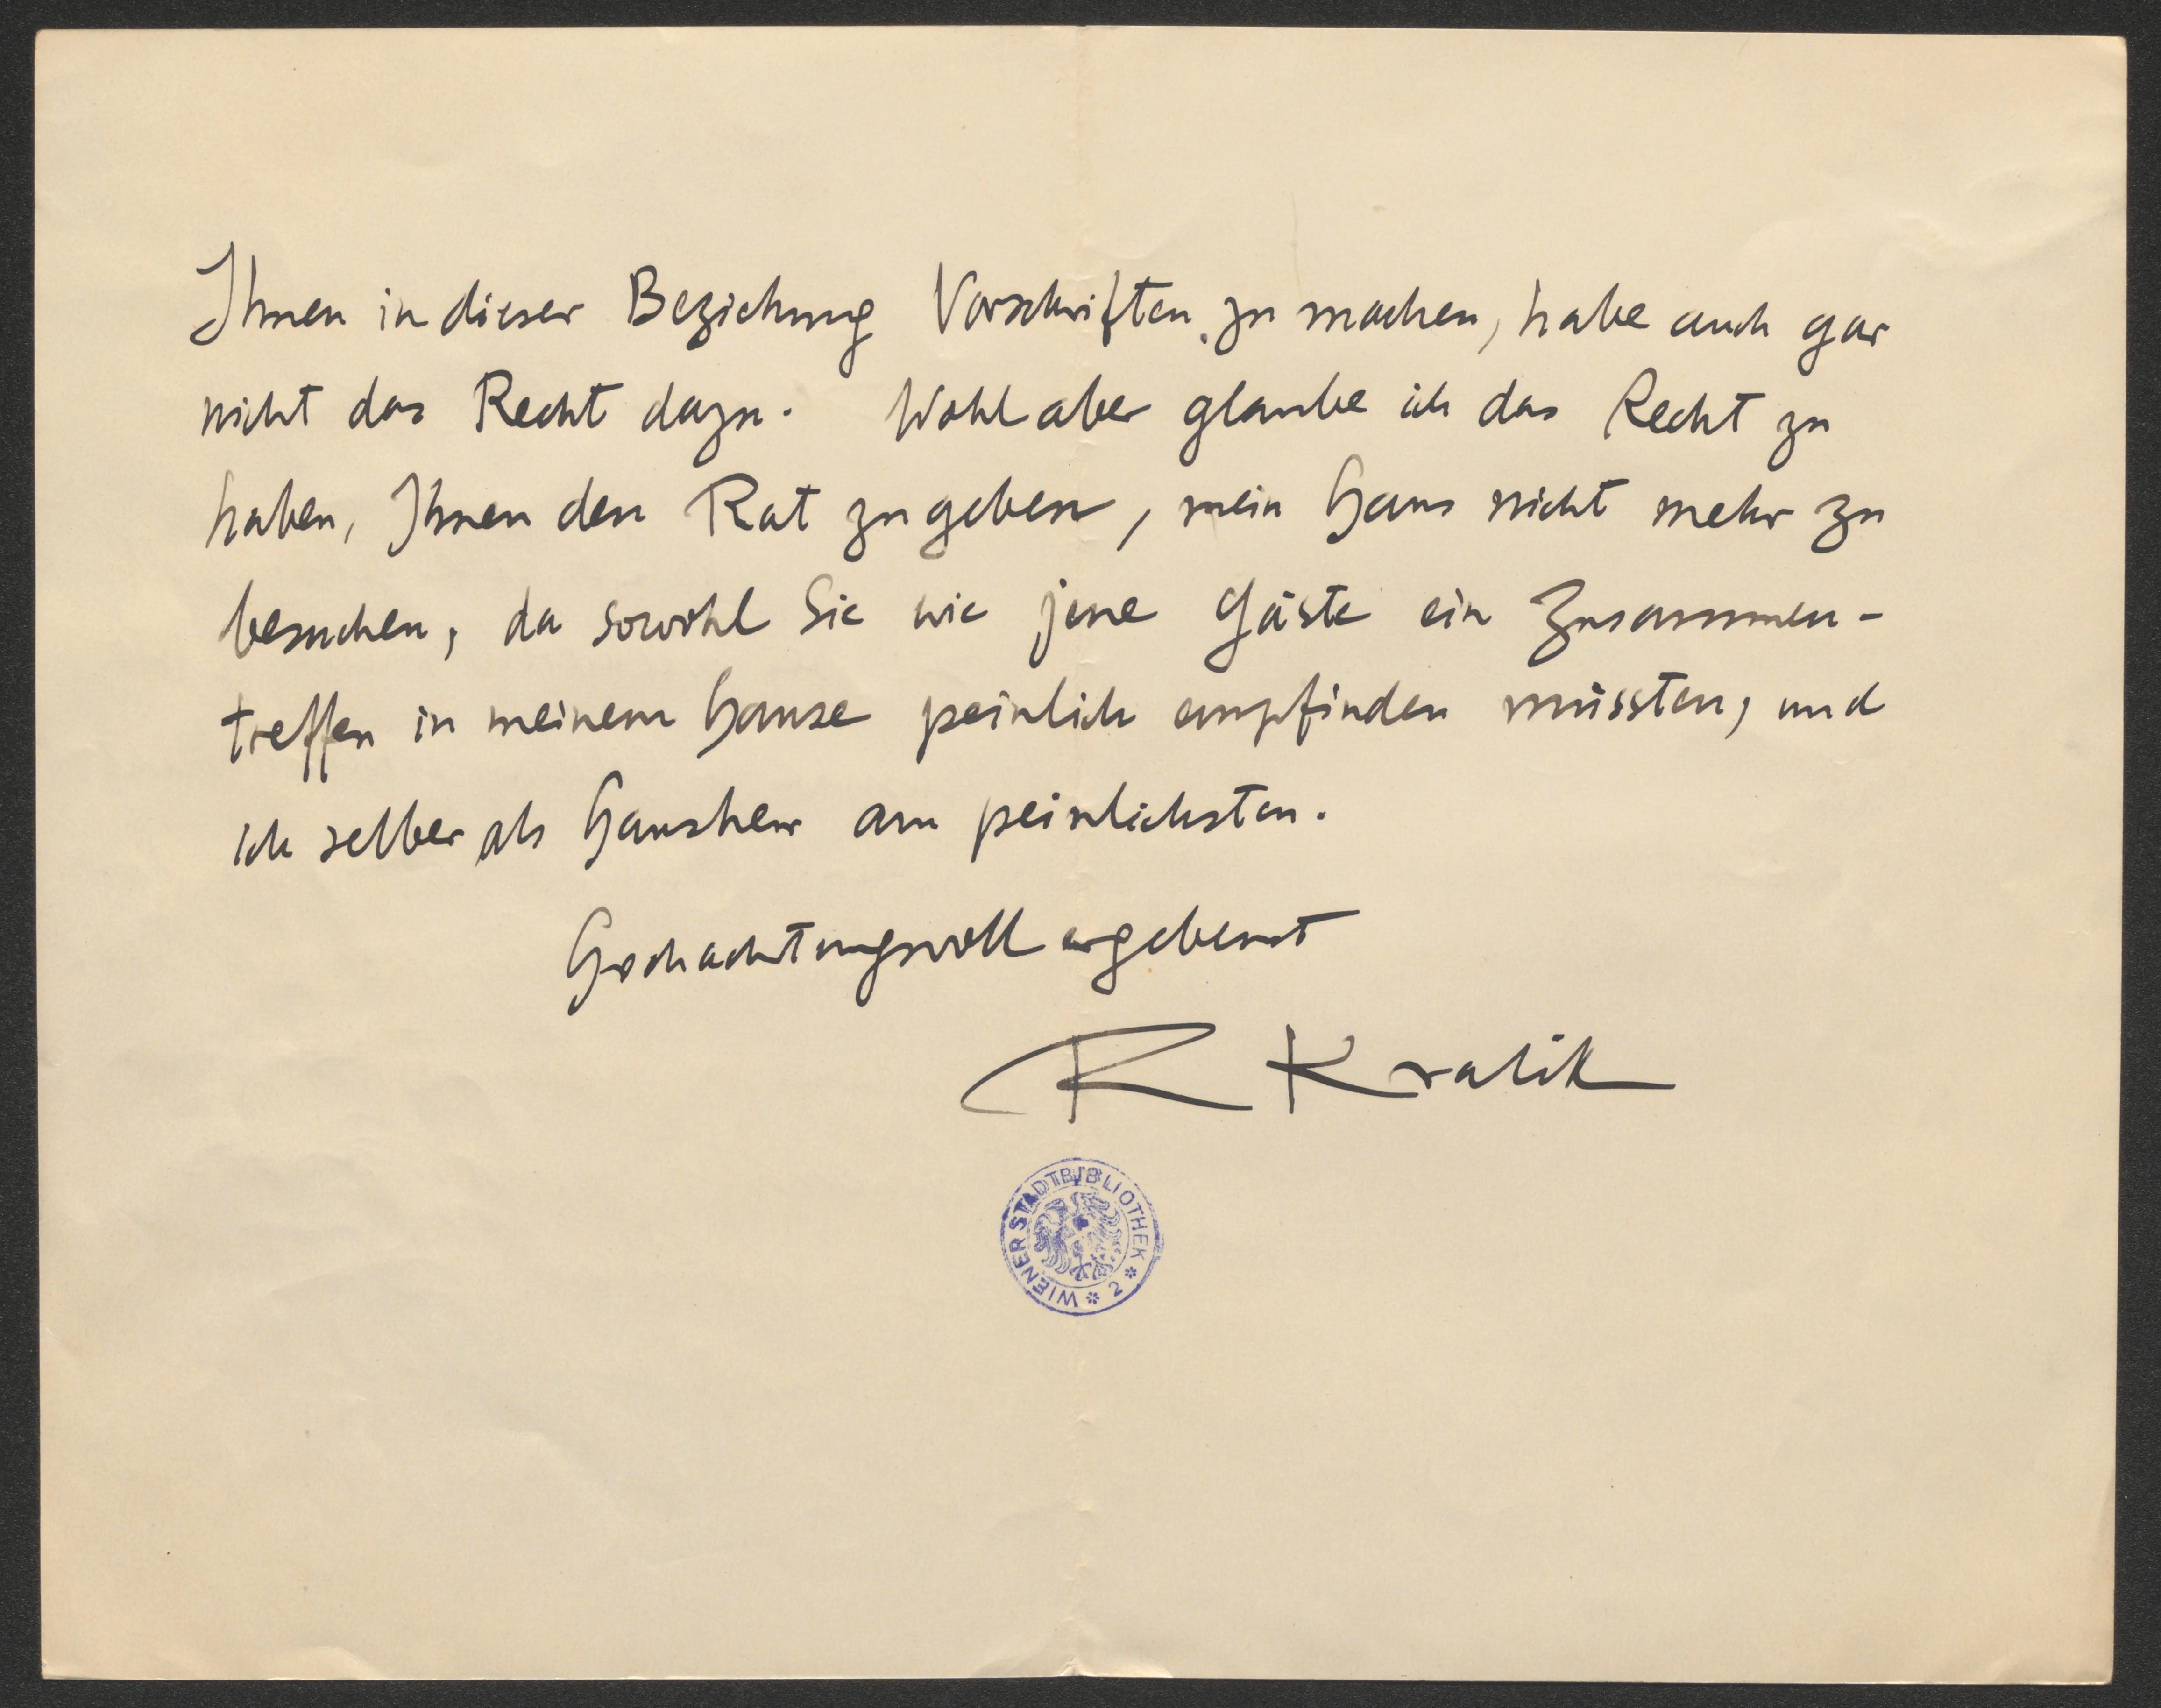 Ihnen in dieser Beziehung Vorschriften zu machen, habe auch gar
nicht das Recht dazu. Wohl aber glaube ich das Recht zu
haben, Ihnen den Rat zu geben, mein Haus nicht mehr zu
besuchen, da sowohl Sie wie jene Gäste ein Zusammen-
treffen in meinem Hause peinlich empfinden müssten, und
ich selber als Hausherr am peinlichsten.
Hochachtungsvoll ergebenst
R Kralik
WIENER STADTBIBLIOTHEK * 2 *